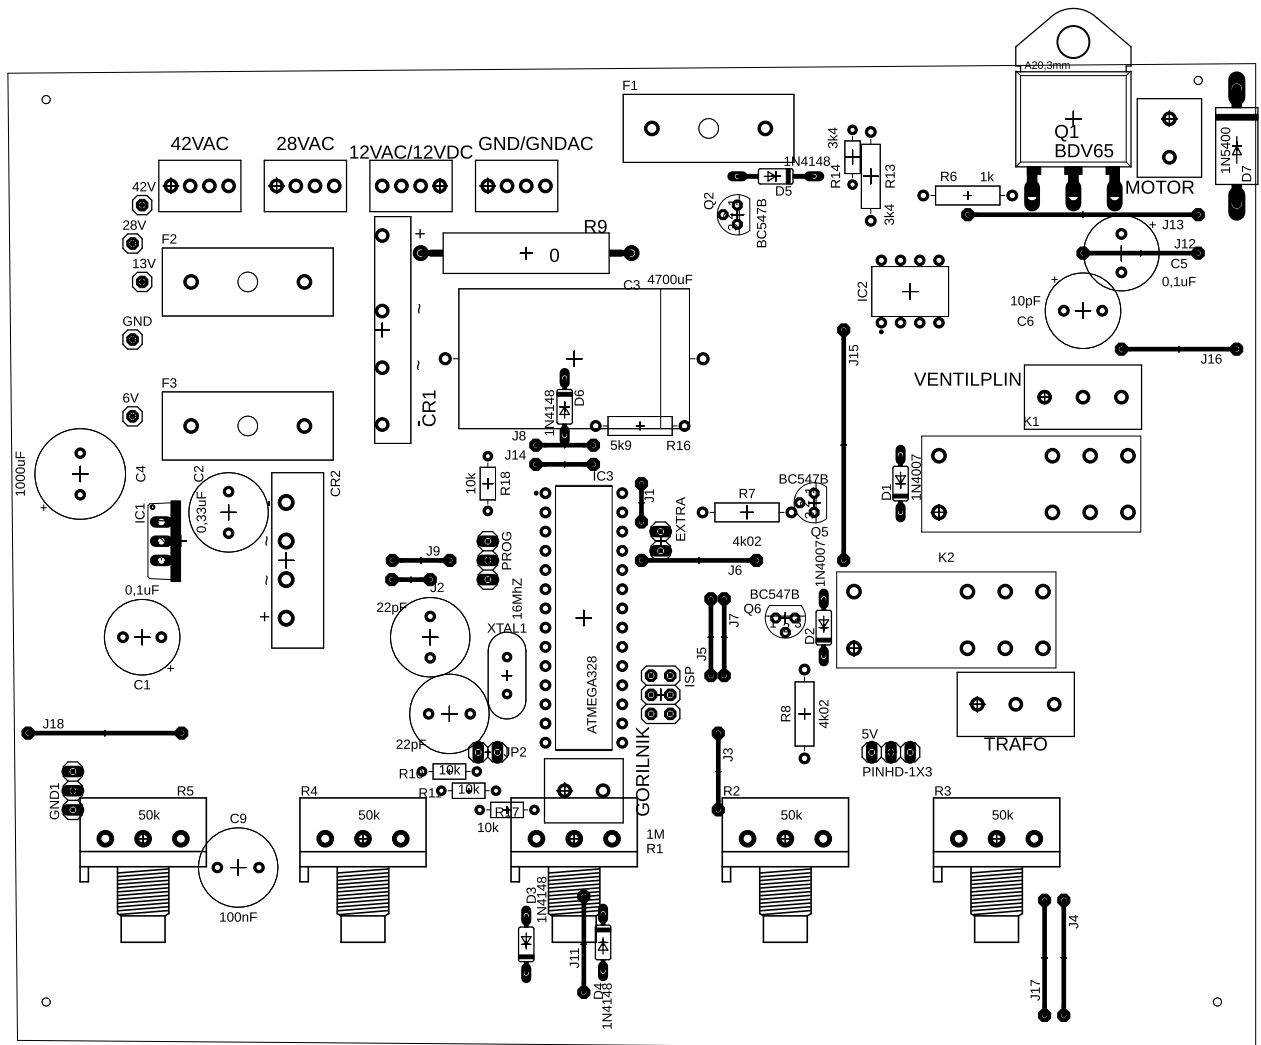 A20,3mm
F1
42VAC
28VAC
12VAC/12VDC
GND/GNDAC
Q1
BDV65
1N5400
D7
MOTOR
3k4
R14
R13
3k4
1N4148
D5
R6
1k
42V
28V
13V
GND
6V
F2
F3
Q2
BC547B
R9
0
+
~
~
-
CR1
C3
4700uF
IC2
+
J13
J12
C5
0,1uF
+
10pF
C6
J16
J15
VENTILPLIN
K1
1N4148
D6
5k9
R16
J8
J14
IC3
1000uF
+
C4
C2
0,33uF
CR2
-
~
~
+
IC1
10k
R18
J1
EXTRA
R7
4k02
BC547B
Q5
D1
1N4007
K2
J9
J2
PROG
16MhZ
J6
0,1uF
+
C1
22pF
XTAL1
ATMEGA328
ISP
J5
J7
BC547B
Q6
1N4007
D2
R8
4k02
22pF
JP2
TRAFO
J18
GND1
R10
10k
R11
10k
R17
10k
GORILNIK
J3
5V
PINHD-1X3
R5
50k
C9
100nF
R4
50k
1M
R1
R2
50k
R3
50k
D3
1N4148
J11
D4
1N4148
J17
J4